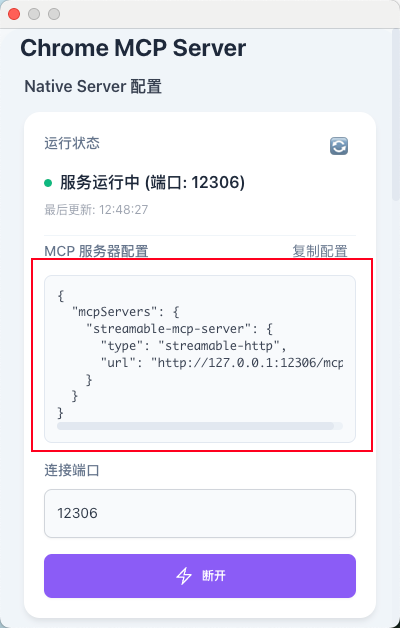 Chrome MCP Server
Native Server 配置
运行状态
服务运行中 (端口: 12306)
最后更新: 12:48:27
MCP 服务器配置 复制配置
{
  "mcpServers": {
    "streamable-mcp-server": {
      "type": "streamable-http",
      "url": "http://127.0.0.1:12306/mcp
    }
  }
}
连接端口
12306
断开